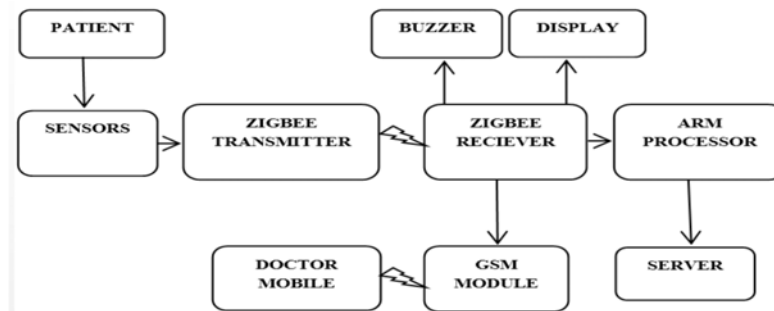 PATIENT
BUZZER
DISPLAY
SENSORS
ZIGBEE
TRANSMITTER
ZIGBEE
RECIEVER
ARM
PROCESSOR
DOCTOR
MOBILE
GSM
MODULE
SERVER